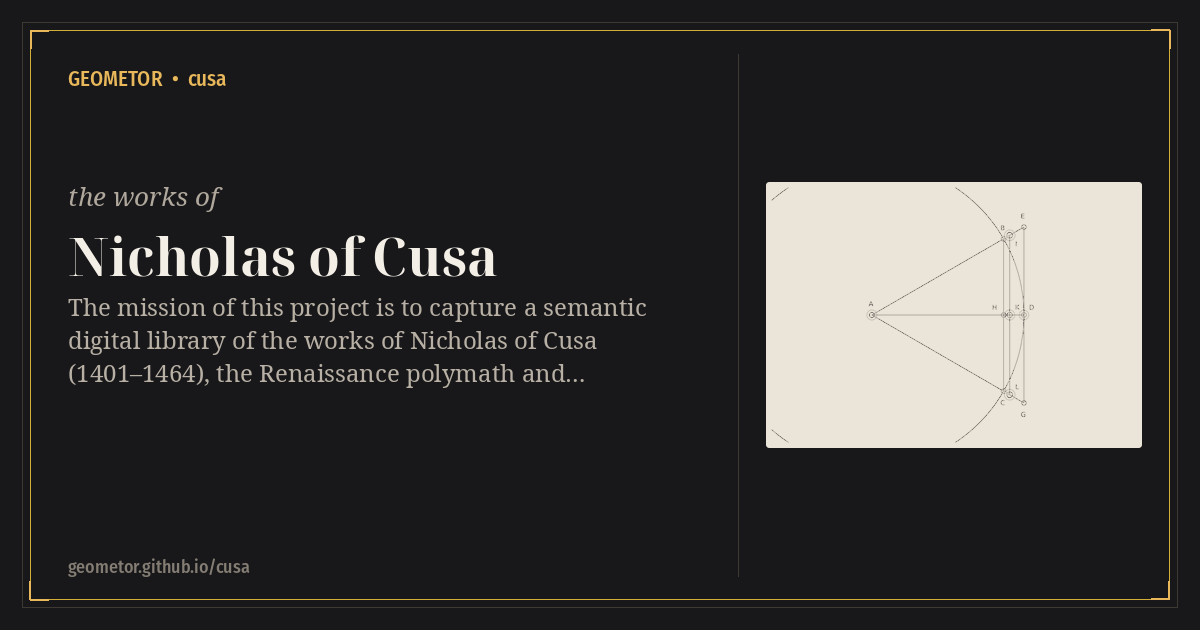 GEOMETOR • cusa
the works of
Nicholas of Cusa
The mission of this project is to capture a semantic
digital library of the works of Nicholas of Cusa
(1401–1464), the Renaissance polymath and...
geometor.github.io/cusa
E
B
F
A
H K D
L
C
G